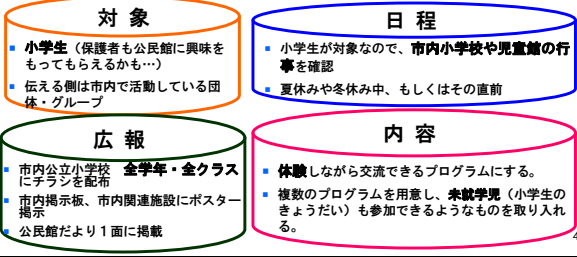 対 象
小学生（保護者も公民館に興味を
もってもらえるかも…）
伝える側は市内で活動している団
体・グループ
日 程
小学生が対象なので、市内小学校や児童館の行
事を確認
夏休みや冬休み中、もしくはその直前
広 報
市内公立小学校 全学年・全クラス
にチラシを配布
市内掲示板、市内関連施設にポスター
掲示
公民館だより１面に掲載
内 容
体験しながら交流できるプログラムにする。
複数のプログラムを用意し、未就学児（小学生の
きょうだい）も参加できるようなものを取り入れ
る。
4